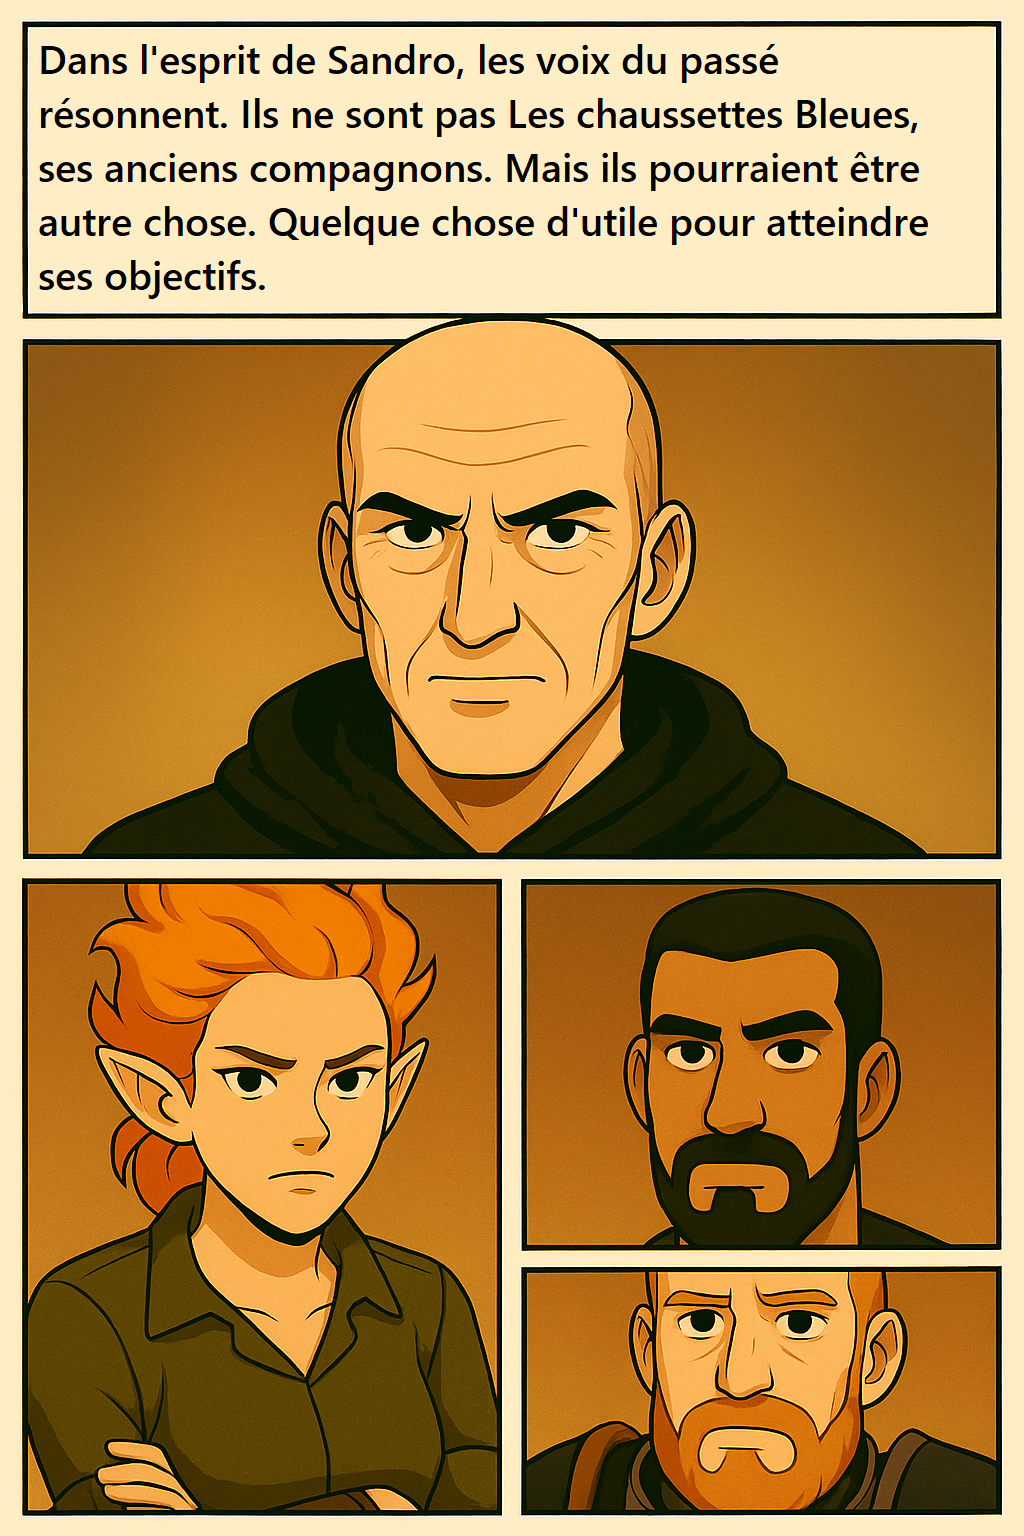 Dans l'esprit de Sandro, les voix du passé
résonnent. Ils ne sont pas Les chaussettes Bleues,
ses anciens compagnons. Mais ils pourraient être
autre chose. Quelque chose d'utile pour atteindre
ses objectifs.